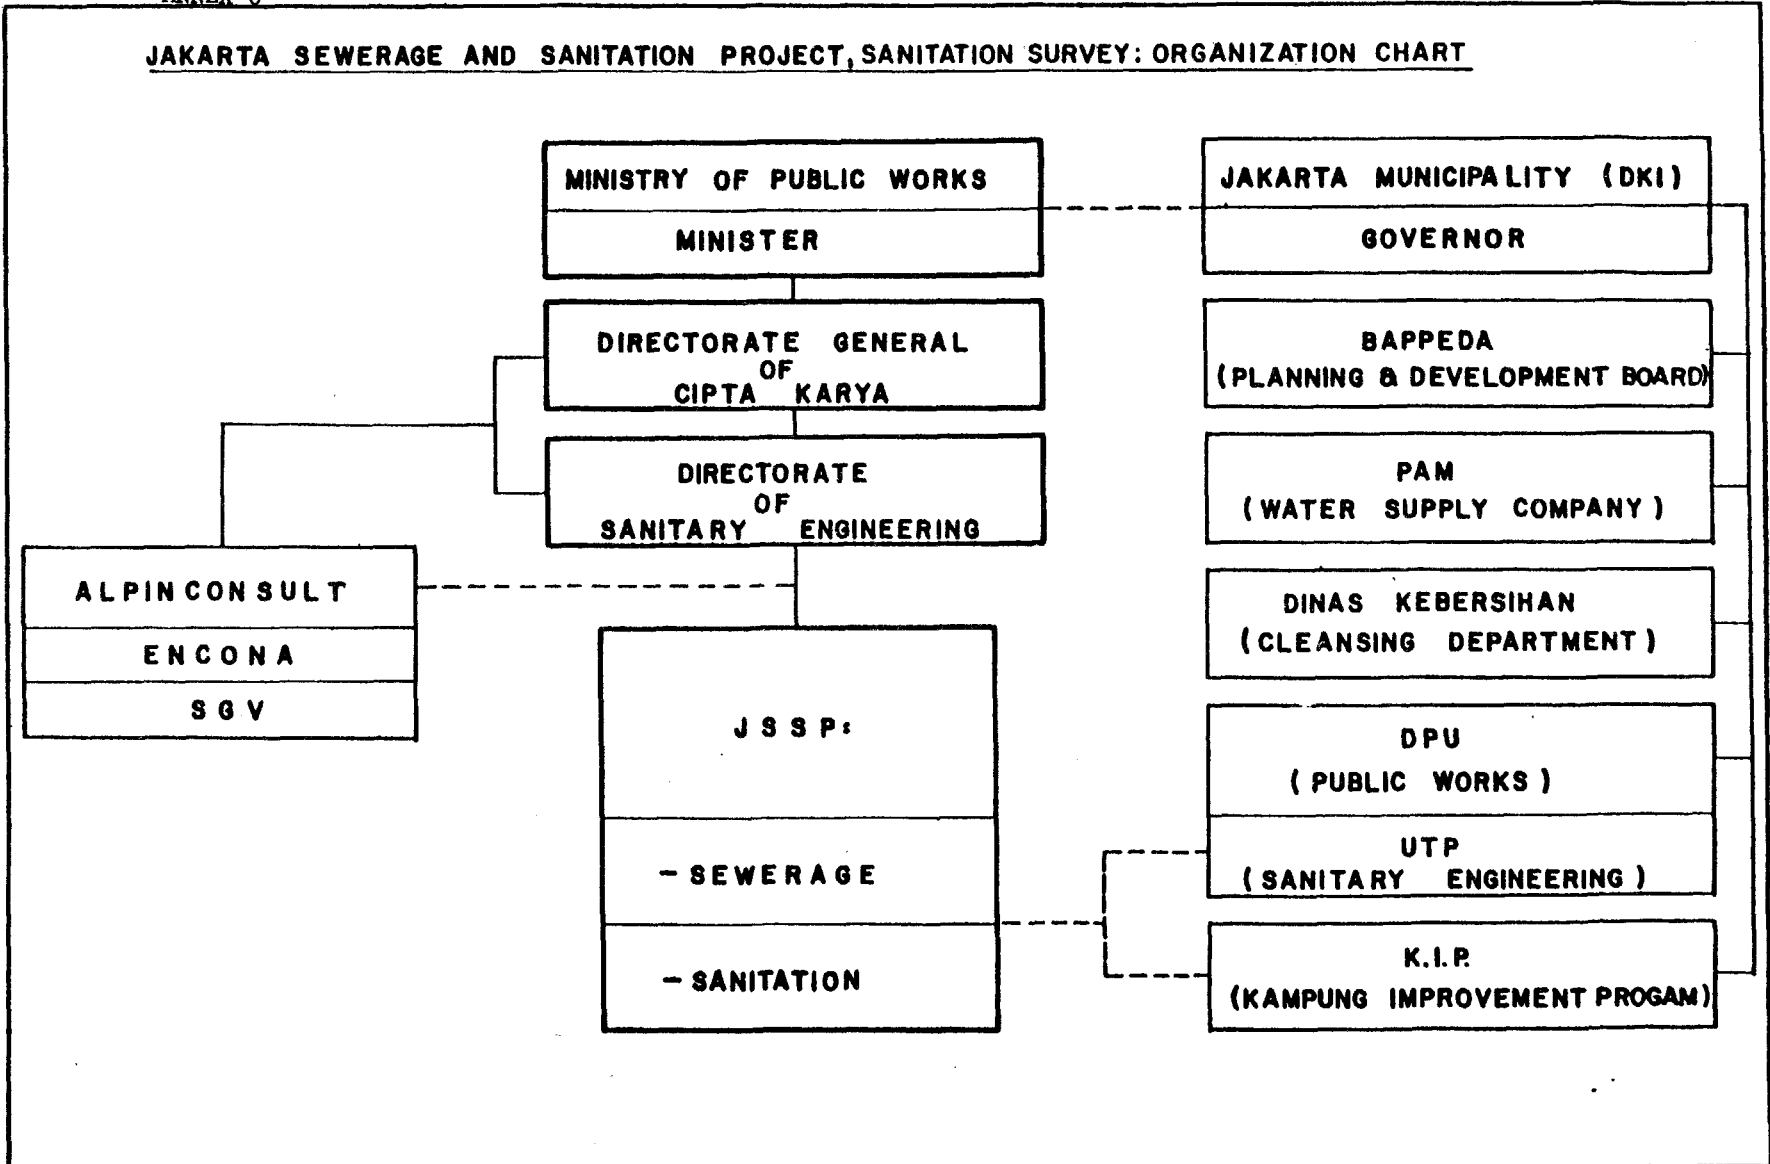 JAKARTA SEWERAGE AND SANITATION PROJECT, SANITATION SURVEY: ORGANIZATION CHART
MINISTRY OF PUBLIC WORKS
MINISTER
JAKARTA MUNICIPALITY (DKI)
GOVERNOR
DIRECTORATE GENERAL
OF
CIPTA KARYA
BAPPEDA
(PLANNING & DEVELOPMENT BOARD)
DIRECTORATE
OF
SANITARY ENGINEERING
PAM
(WATER SUPPLY COMPANY)
ALPINCONSULT
ENCONA
SGV
DINAS KEBERSIHAN
(CLEANSING DEPARTMENT)
JSSP:
- SEWERAGE
- SANITATION
DPU
(PUBLIC WORKS)
UTP
(SANITARY ENGINEERING)
K.I.P.
(KAMPUNG IMPROVEMENT PROGAM)